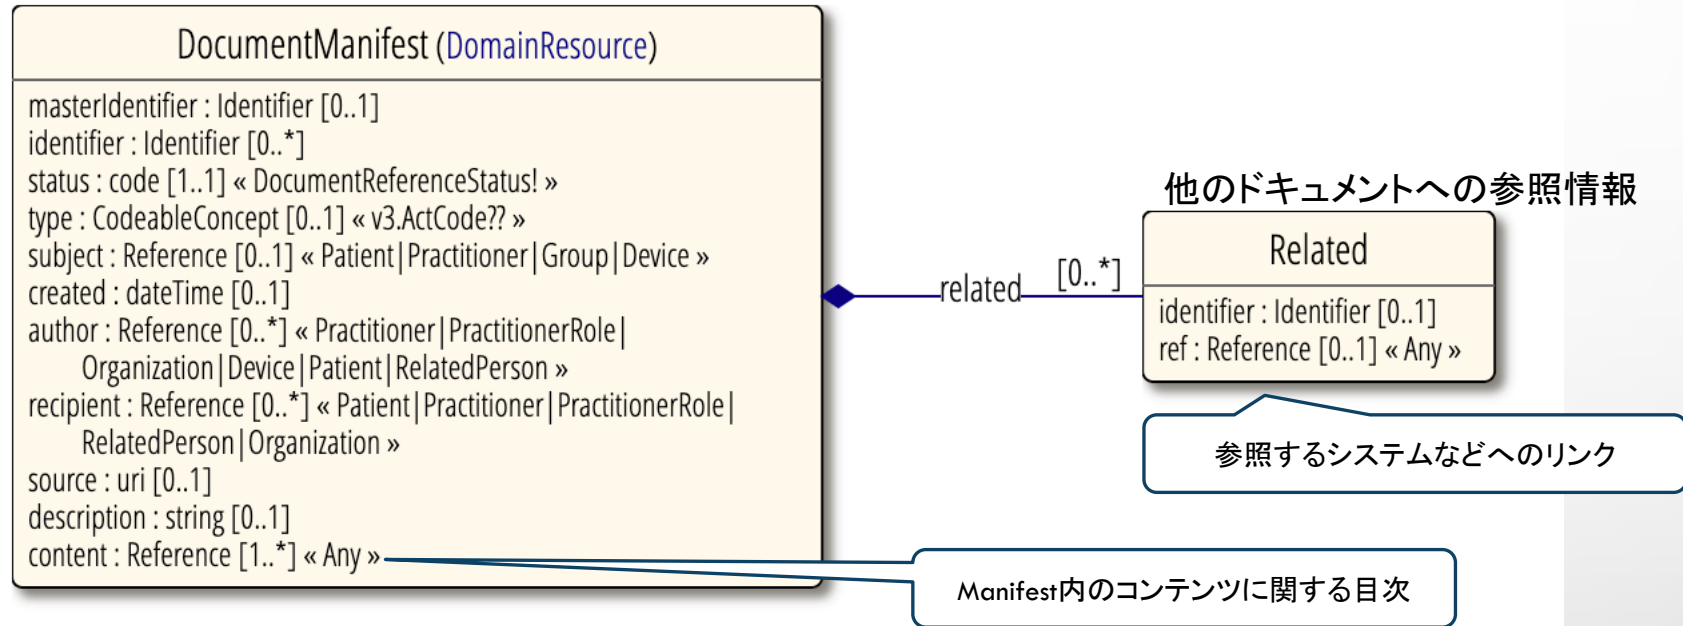 DocumentManifest (DomainResource)
masterIdentifier : Identifier [0..1]
identifier : Identifier [0..*]
status : code [1..1] « DocumentReferenceStatus! »
type : CodeableConcept [0..1] « v3.ActCode?? »
subject : Reference [0..1] « Patient|Practitioner|Group|Device »
created : dateTime [0..1]
author : Reference [0..*] « Practitioner|PractitionerRole|
Organization|Device|Patient|RelatedPerson »
recipient : Reference [0..*] « Patient|Practitioner|PractitionerRole|
RelatedPerson|Organization »
source : uri [0..1]
description : string [0..1]
content : Reference [1..*] « Any »
related
[0..*]
他のドキュメントへの参照情報
Related
identifier : Identifier [0..1]
ref : Reference [0..1] « Any »
参照するシステムなどへのリンク
Manifest内のコンテンツに関する目次